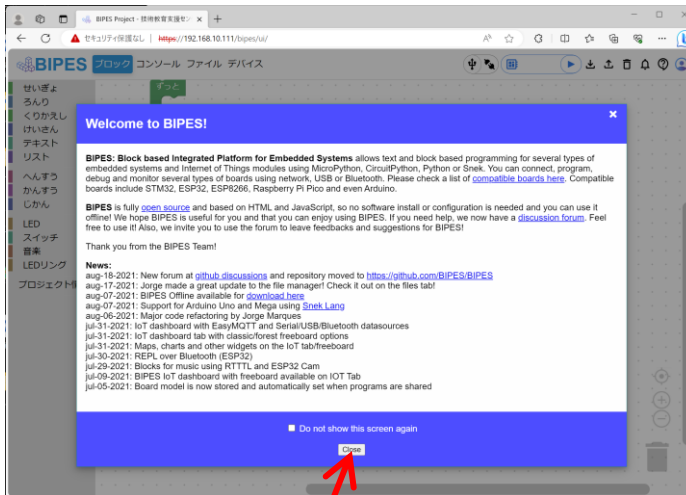 BIPES Project - 技術教育支援セン
セキュリティ保護なし https://192.168.10.111/bipes/ui/
BIPES ブロック コンソール ファイル デバイス
せいぎょ
ずっと
ろんり
くりかえし
けいさん
テキスト
リスト
へんすう
かんすう
じかん
LED
スイッチ
音楽
LEDリング
プロジェクト
Welcome to BIPES!
BIPES: Block based Integrated Platform for Embedded Systems allows text and block based programming for several types of
embedded systems and Internet of Things modules using MicroPython, CircuitPython, Python or Snek. You can connect, program,
debug and monitor several types of boards using network, USB or Bluetooth. Please check a list of compatible boards here. Compatible
boards include STM32, ESP32, ESP8266, Raspberry Pi Pico and even Arduino.
BIPES is fully open source and based on HTML and JavaScript, so no software install or configuration is needed and you can use it
offline! We hope BIPES is useful for you and that you can enjoy using BIPES. If you need help, we now have a discussion forum. Feel
free to use it! Also, we invite you to use the forum to leave feedbacks and suggestions for BIPES!
Thank you from the BIPES Team!
News:
aug-18-2021: New forum at github discussions and repository moved to https://github.com/BIPES/BIPES
aug-17-2021: Jorge made a great update to the file manager! Check it out on the files tab!
aug-07-2021: BIPES Offline available for download here
aug-07-2021: Support for Arduino Uno and Mega using Snek Lang
aug-06-2021: Major code refactoring by Jorge Marques
jul-31-2021: IoT dashboard with EasyMQTT and Serial/USB/Bluetooth datasources
jul-31-2021: IoT dashboard tab with classic/forest freeboard options
jul-31-2021: Maps, charts and other widgets on the IoT tab/freeboard
jul-30-2021: REPL over Bluetooth (ESP32)
jul-29-2021: Blocks for music using RTTTL and ESP32 Cam
jul-09-2021: BIPES IoT dashboard with freeboard available on IOT Tab
jul-05-2021: Board model is now stored and automatically set when programs are shared
Do not show this screen again
Close